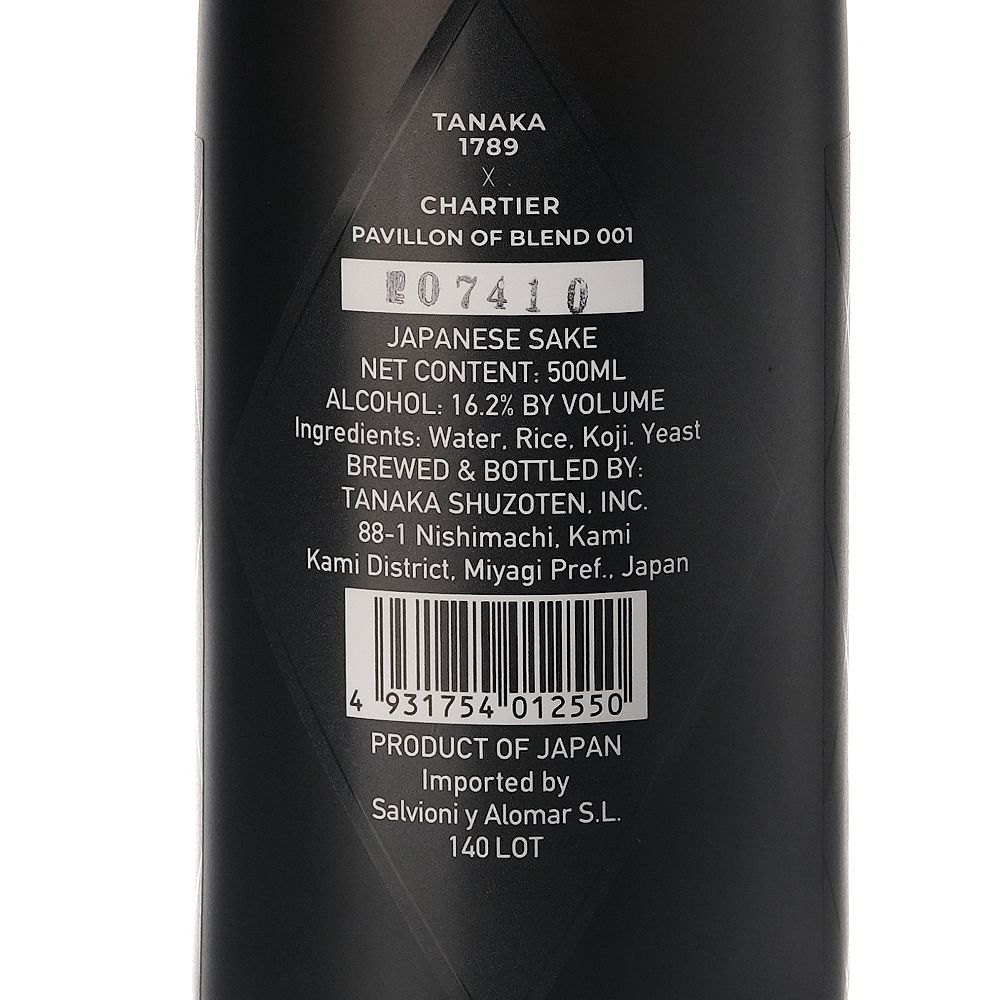 TANAKA
1789
X
CHARTIER
PAVILLON OF BLEND 001
07410
JAPANESE SAKE
NET CONTENT: 500ML
ALCOHOL: 16.2% BY VOLUME
Ingredients: Water, Rice, Koji. Yeast
BREWED & BOTTLED BY:
TANAKA SHUZOTEN, INC.
88-1 Nishimachi, Kami
Kami District, Miyagi Pref., Japan
4 931754 012550
PRODUCT OF JAPAN
Imported by
Salvioni y Alomar S.L.
140 LOT